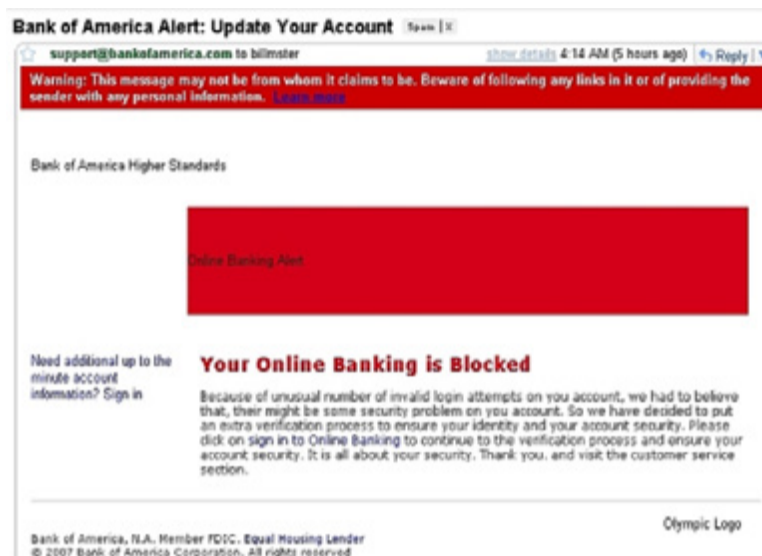 Bank of America Alert: Update Your Account Spam | X
support@bankofamerica.com to billmster show details 4:14 AM (5 hours ago) Reply
Warning: This message may not be from whom it claims to be. Beware of following any links in it or of providing the
sender with any personal information. Learn more
Bank of America Higher Standards
Online Banking Alert
Need additional up to the
minute account
information? Sign in
Your Online Banking is Blocked
Because of unusual number of invalid login attempts on you account, we had to believe
that, their might be some security problem on you account. So we have decided to put
an extra verification process to ensure your identity and your account security. Please
click on sign in to Online Banking to continue to the verification process and ensure your
account security. It is all about your security. Thank you. and visit the customer service
section.
Olympic Logo
Bank of America, N.A. Member FDIC. Equal Housing Lender
© 2007 Bank of America Corporation. All rights reserved